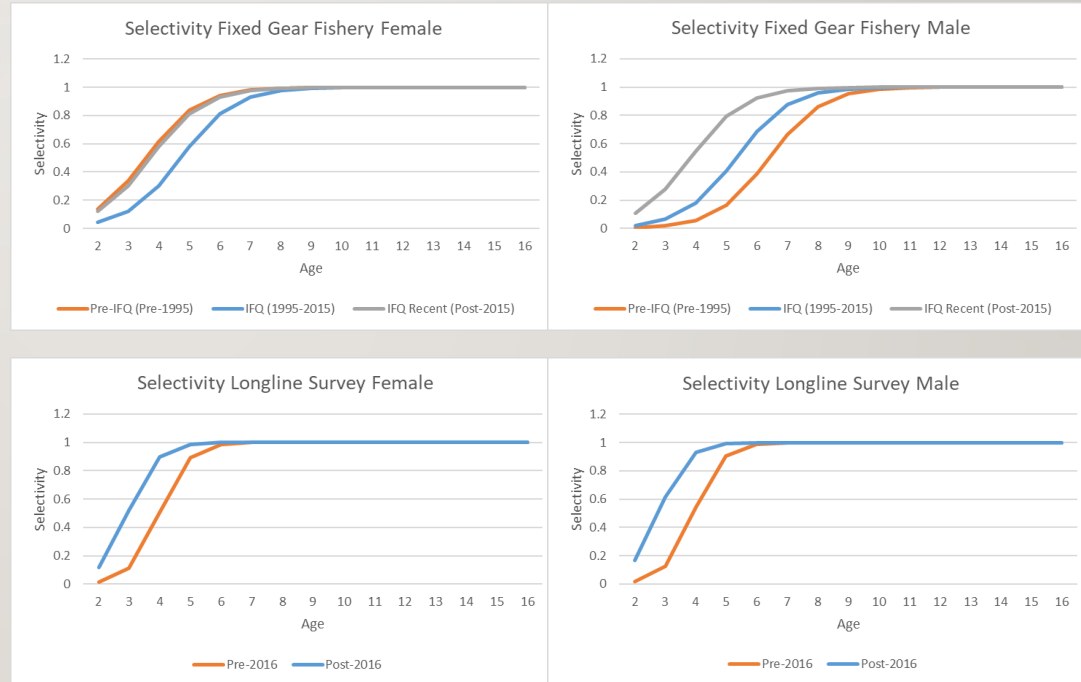 Selectivity Fixed Gear Fishery Female
1.2
1
0.8
0.6
0.4
0.2
0
Selectivity
2 3 4 5 6 7 8 9 10 11 12 13 14 15 16
Age
Pre-IFQ (Pre-1995) IFQ (1995-2015) IFQ Recent (Post-2015)
Selectivity Fixed Gear Fishery Male
1.2
1
0.8
0.6
0.4
0.2
0
Selectivity
2 3 4 5 6 7 8 9 10 11 12 13 14 15 16
Age
Pre-IFQ (Pre-1995) IFQ (1995-2015) IFQ Recent (Post-2015)
Selectivity Longline Survey Female
1.2
1
0.8
0.6
0.4
0.2
0
Selectivity
2 3 4 5 6 7 8 9 10 11 12 13 14 15 16
Age
Pre-2016 Post-2016
Selectivity Longline Survey Male
1.2
1
0.8
0.6
0.4
0.2
0
Selectivity
2 3 4 5 6 7 8 9 10 11 12 13 14 15 16
Age
Pre-2016 Post-2016